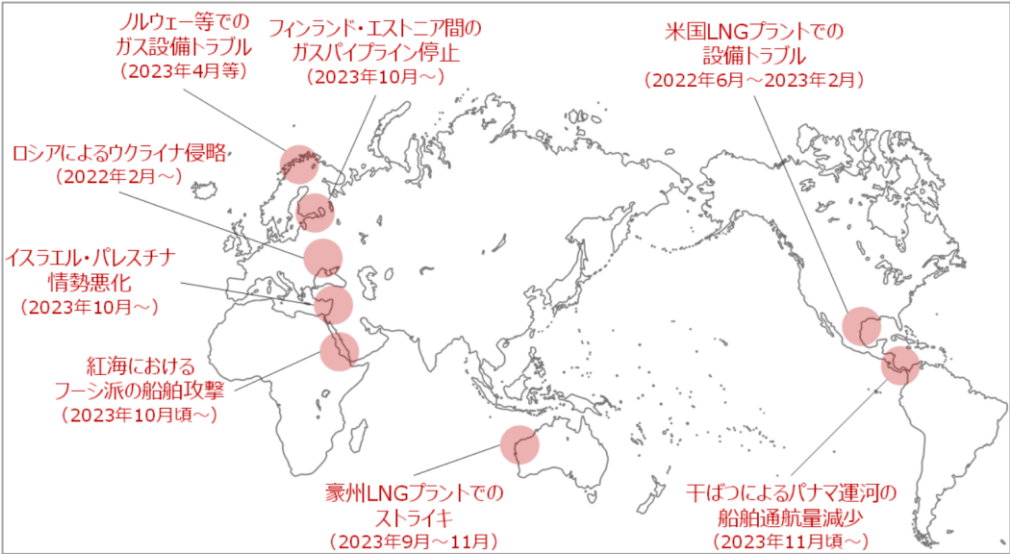 ノルウェー等での
ガス設備トラブル
（2023年4月等）
フィンランド・エストニア間の
ガスパイプライン停止
（2023年10月～）
米国LNGプラントでの
設備トラブル
（2022年6月～2023年2月）
ロシアによるウクライナ侵略
（2022年2月～）
イスラエル・パレスチナ
情勢悪化
（2023年10月～）
紅海における
フーシ派の船舶攻撃
（2023年10月頃～）
豪州LNGプラントでの
ストライキ
（2023年9月～11月）
干ばつによるパナマ運河の
船舶通航量減少
（2023年11月頃～）